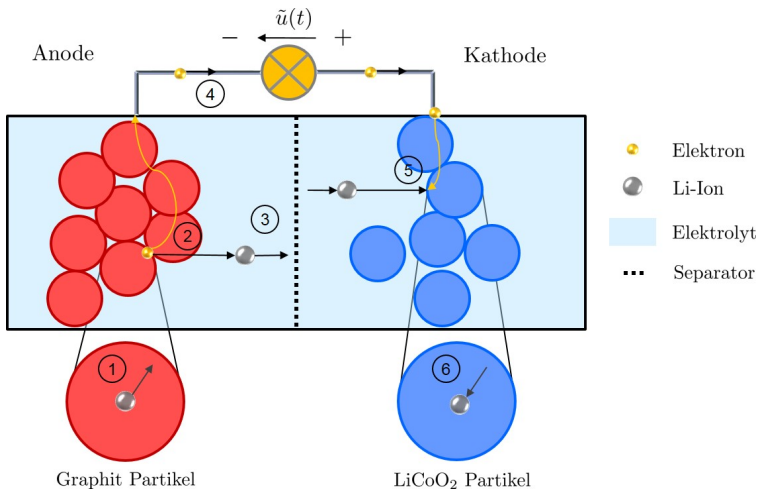 ũ(t)
− +
Anode
Kathode
4
5
3
2
Elektron
Li-Ion
Elektrolyt
Separator
1
6
Graphit Partikel
LiCoO₂ Partikel